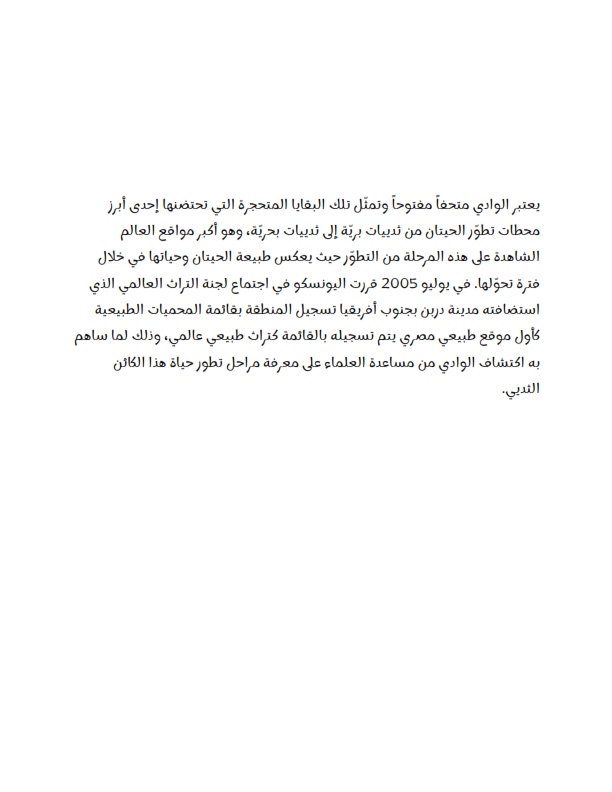 يعتبر الوادي متحفاً مفتوحاً وتمثّل تلك البقايا المتحجرة التي تحتضنها إحدى أبرز
محطات تطوّر الحيتان من ثدييات بريّة إلى ثدييات بحريّة، وهو أكبر مواقع العالم
الشاهدة على هذه المرحلة من التطوّر حيث يعكس طبيعة الحيتان وحياتها في خلال
فترة تحوّلها. في يوليو 2005 قررت اليونسكو في اجتماع لجنة التراث العالمي الذي
استضافته مدينة دربن بجنوب أفريقيا تسجيل المنطقة بقائمة المحميات الطبيعية
كأول موقع طبيعي مصري يتم تسجيله بالقائمة كتراث طبيعي عالمي، وذلك لما ساهم
به اكتشاف الوادي من مساعدة العلماء على معرفة مراحل تطور حياة هذا الكائن
الثديي.